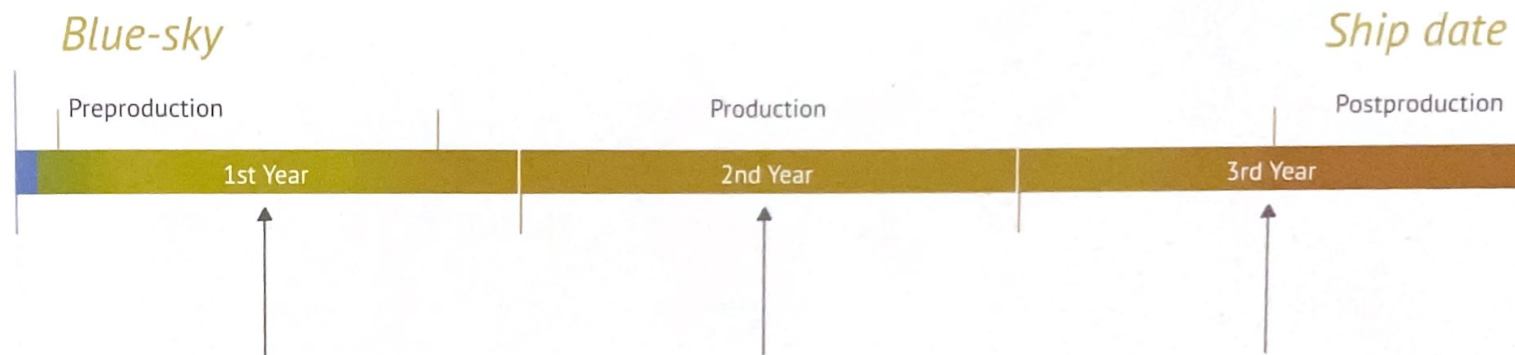 Blue-sky
Ship date
Preproduction
Production
Postproduction
1st Year
2nd Year
3rd Year